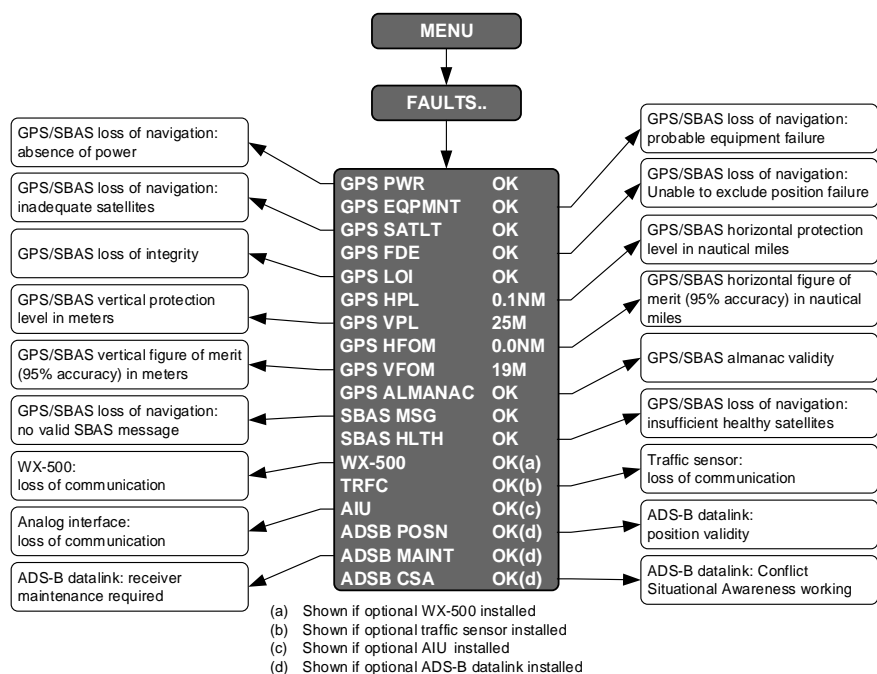 MENU
FAULTS..
GPS/SBAS loss of navigation:
absence of power
GPS/SBAS loss of navigation:
inadequate satellites
GPS/SBAS loss of integrity
GPS/SBAS vertical protection
level in meters
GPS/SBAS vertical figure of merit
(95% accuracy) in meters
GPS/SBAS loss of navigation:
no valid SBAS message
WX-500:
loss of communication
Analog interface:
loss of communication
ADS-B datalink: receiver
maintenance required
GPS PWR OK
GPS EQPMNT OK
GPS SATLT OK
GPS FDE OK
GPS LOI OK
GPS HPL 0.1NM
GPS VPL 25M
GPS HFOM 0.0NM
GPS VFOM 19M
GPS ALMANAC OK
SBAS MSG OK
SBAS HLTH OK
WX-500 OK(a)
TRFC OK(b)
AIU OK(c)
ADSB POSN OK(d)
ADSB MAINT OK(d)
ADSB CSA OK(d)
GPS/SBAS loss of navigation:
probable equipment failure
GPS/SBAS loss of navigation:
Unable to exclude position failure
GPS/SBAS horizontal protection
level in nautical miles
GPS/SBAS horizontal figure of
merit (95% accuracy) in nautical
miles
GPS/SBAS almanac validity
GPS/SBAS loss of navigation:
insufficient healthy satellites
Traffic sensor:
loss of communication
ADS-B datalink:
position validity
ADS-B datalink: Conflict
Situational Awareness working
(a) Shown if optional WX-500 installed
(b) Shown if optional traffic sensor installed
(c) Shown if optional AIU installed
(d) Shown if optional ADS-B datalink installed